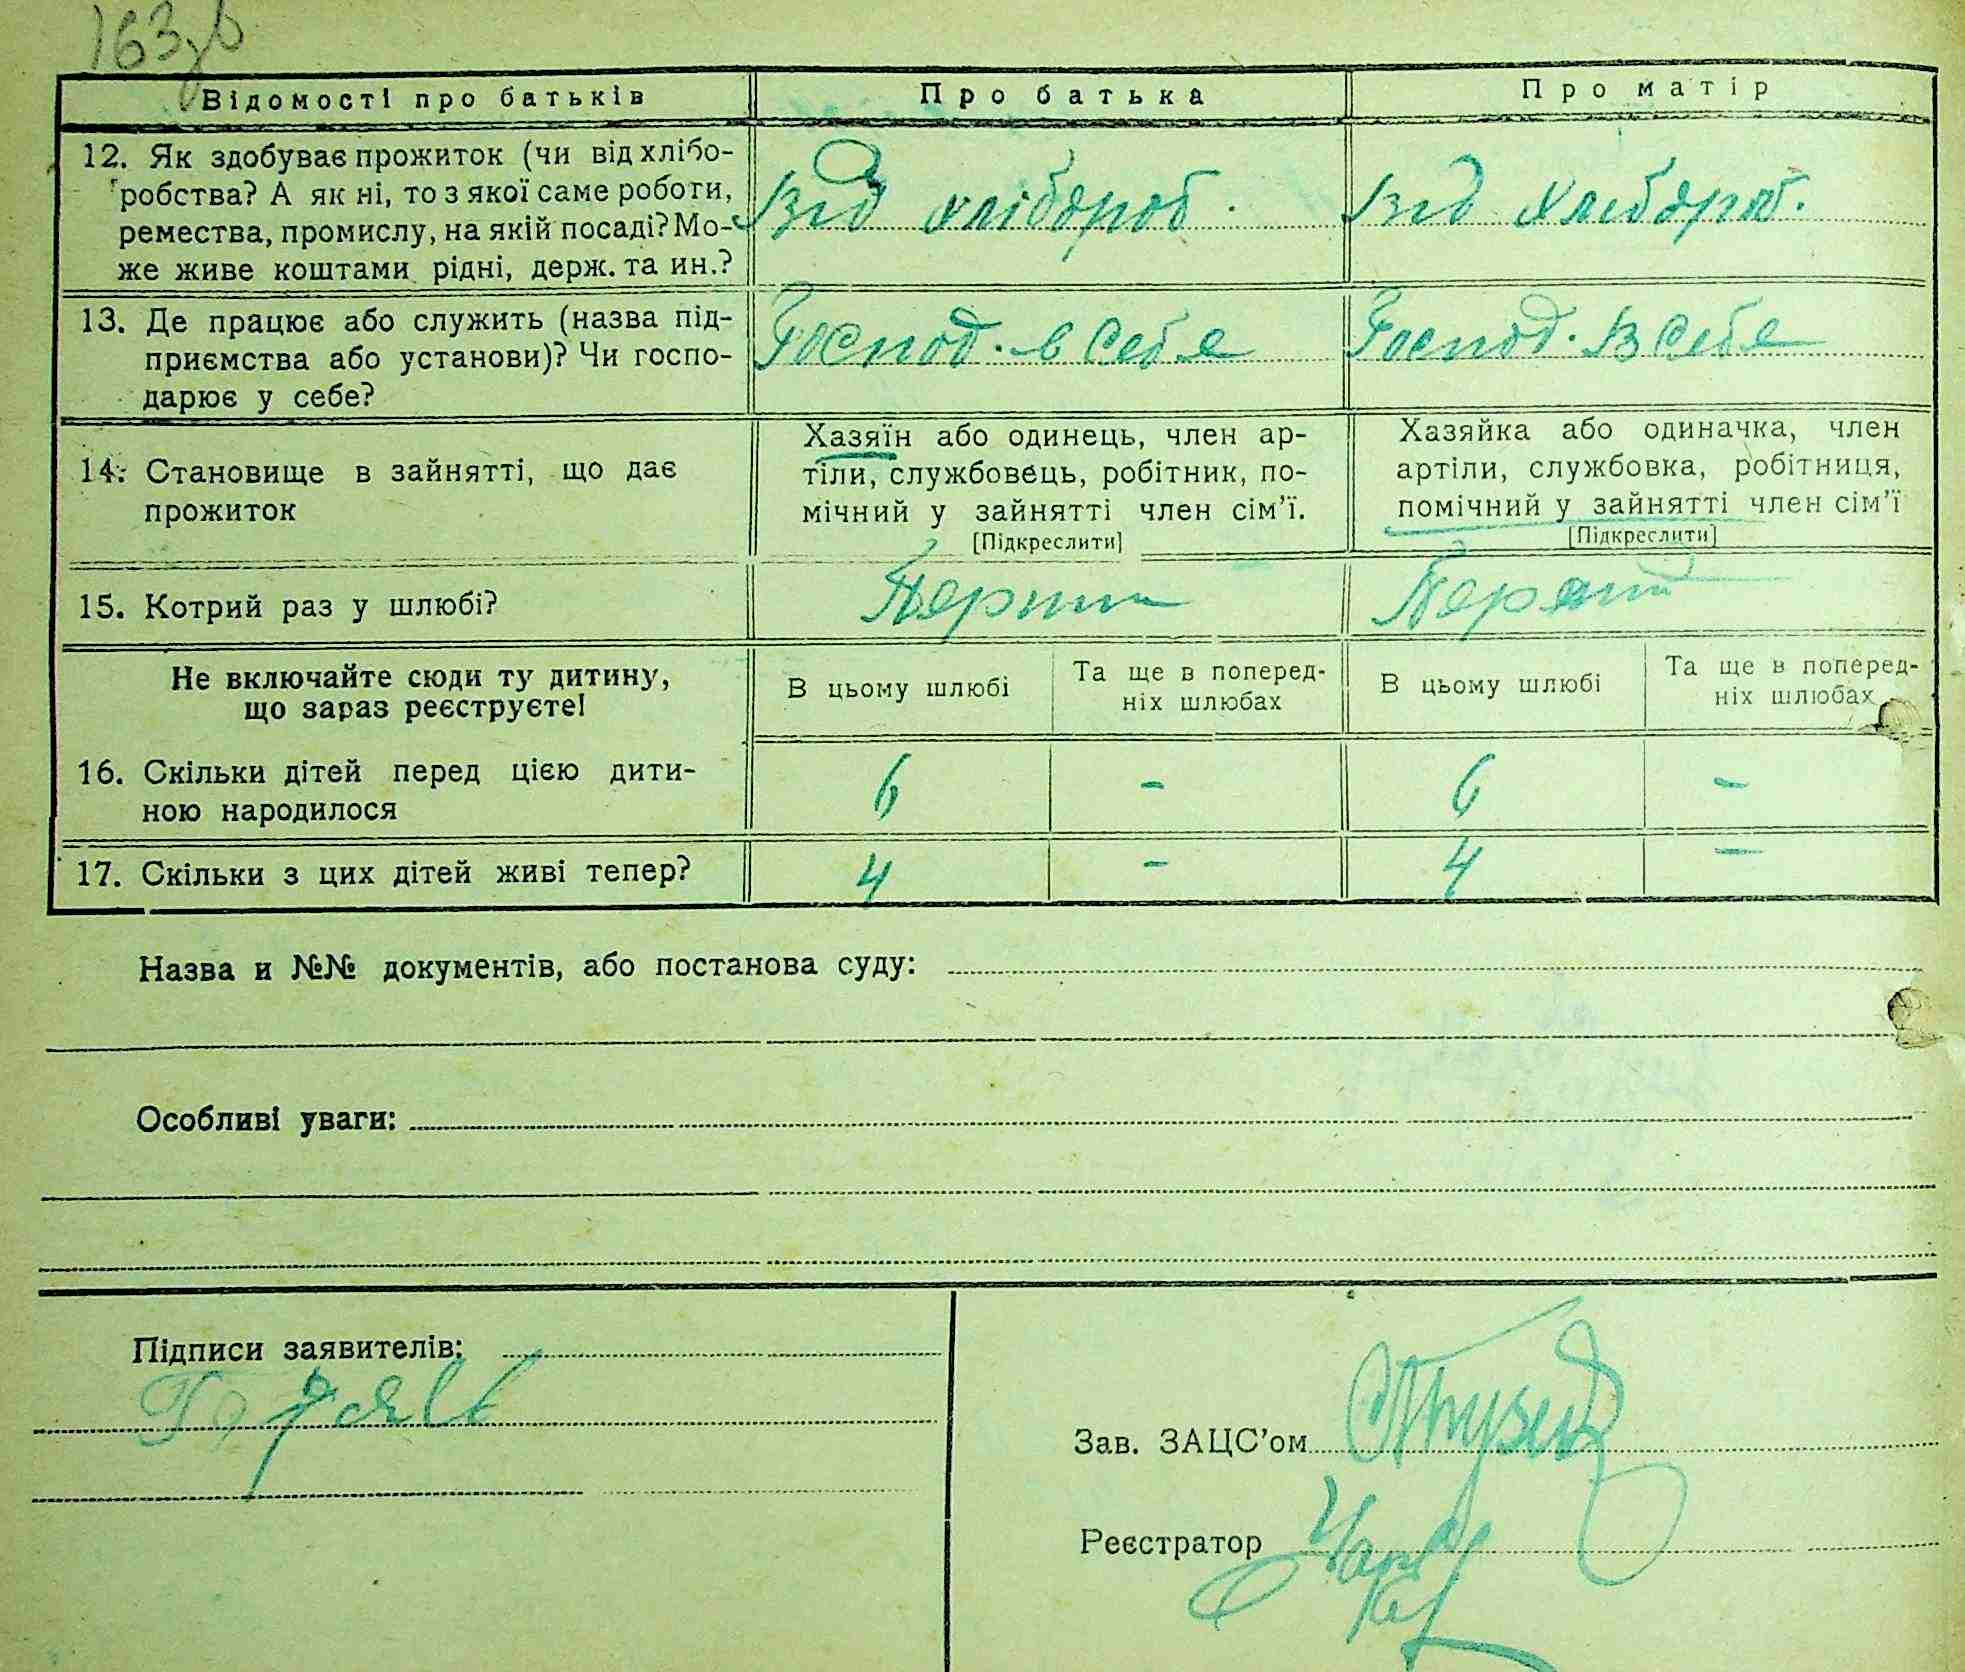 163зв
Відомості про батьків
Про батька
Про матір
12. Як здобуває прожиток (чи від хлібо-
робства? А як ні, то з якої саме роботи,
ремества, промислу, на якій посаді? Мо-
же живе коштами рідні, держ. та ин.?
Від хлібороб.
Від хлібороб.
13. Де працює або служить (назва під-
приємства або установи)? Чи госпо-
дарює у себе?
Господ. в себе
Господ. в себе
14. Становище в зайнятті, що дає
прожиток
Хазяїн або одинець, член ар-
тіли, службовець, робітник, по-
мічний у зайнятті член сім’ї.
[Підкреслити]
Хазяйка або одиначка, член
артіли, службовка, робітниця,
помічний у зайнятті член сім’ї
[Підкреслити]
15. Котрий раз у шлюбі?
Перший
Перший
Не включайте сюди ту дитину,
що зараз реєструєте!
В цьому шлюбі
Та ще в поперед-
ніх шлюбах
В цьому шлюбі
Та ще в поперед-
ніх шлюбах
16. Скільки дітей перед цією дити-
ною народилося
6 - 6 -
17. Скільки з цих дітей живі тепер?
4 - 4 -
Назва и №№ документів, або постанова суду:
Особливі уваги:
Підписи заявителів:
Зав. ЗАЦС’ом
Реєстратор